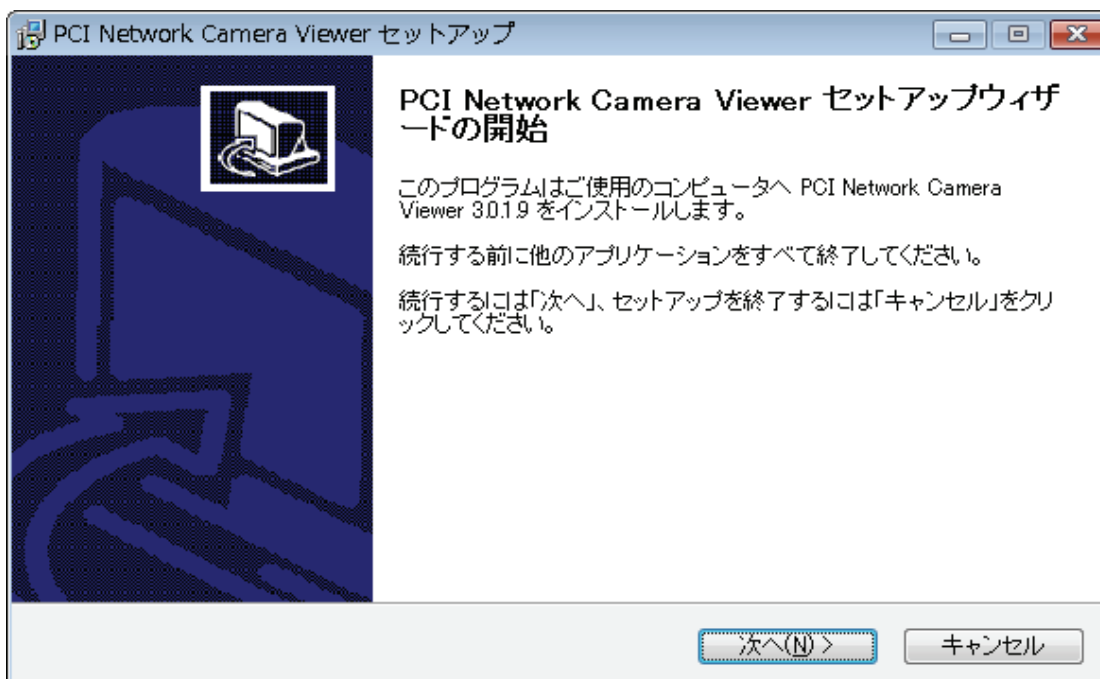 PCI Network Camera Viewer セットアップ
PCI Network Camera Viewer セットアップウィザ
ードの開始
このプログラムはご使用のコンピュータへ PCI Network Camera
Viewer 3.0.1.9 をインストールします。
続行する前に他のアプリケーションをすべて終了してください。
続行するには「次へ」、セットアップを終了するには「キャンセル」をクリ
ックしてください。
次へ(N) >
キャンセル